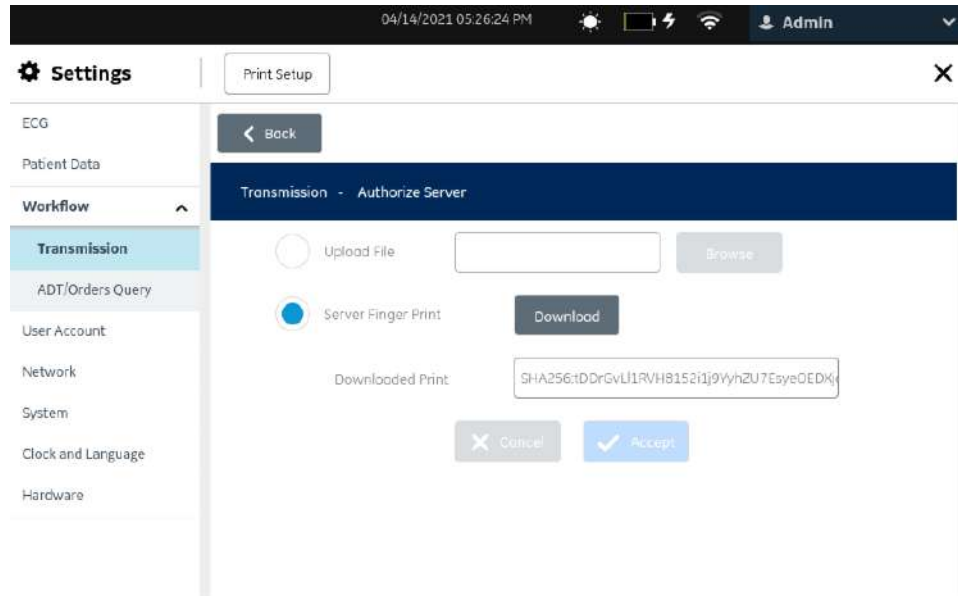 04/14/2021 05:26:24 PM
Admin
Settings
Print Setup
ECG
Back
Patient Data
Workflow
Transmission - Authorize Server
Transmission
Upload File
Browse
ADT/Orders Query
Server Finger Print
Download
User Account
Network
Downloaded Print
System
Cancel
Accept
Clock and Language
Hardware